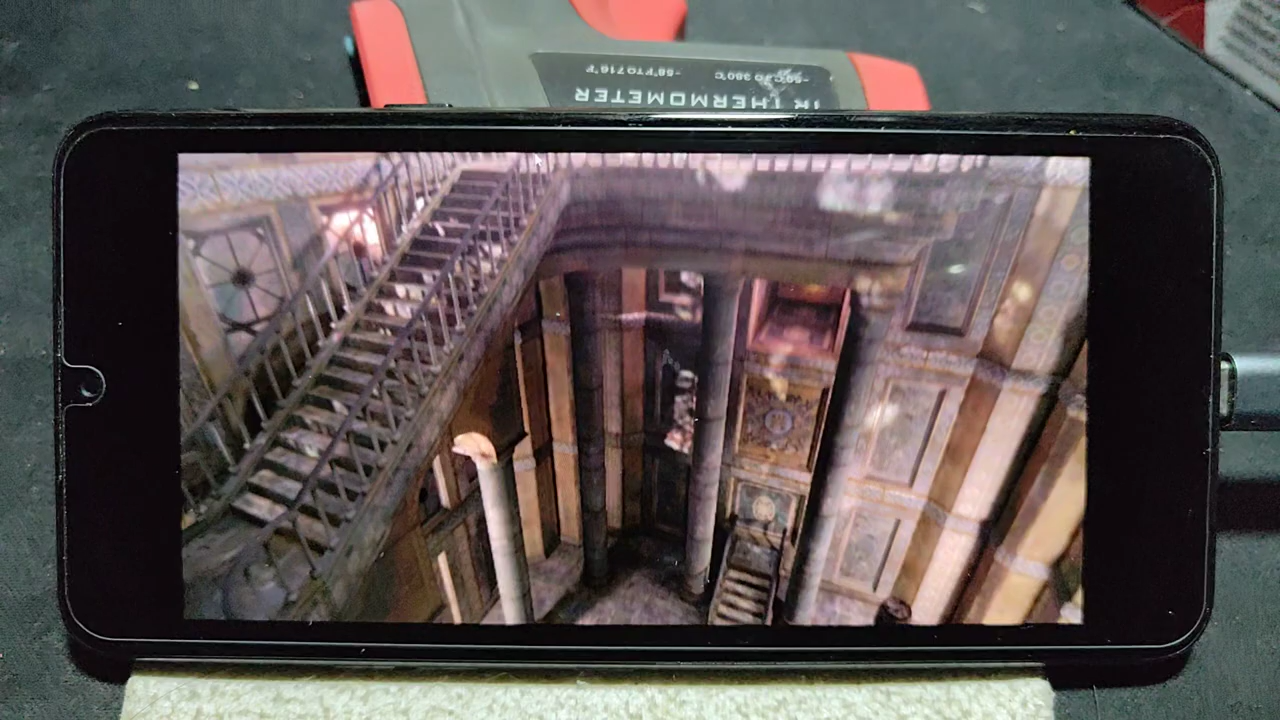 IR THERMOMETER
-50℃ TO 380℃ -58℉ TO 716℉